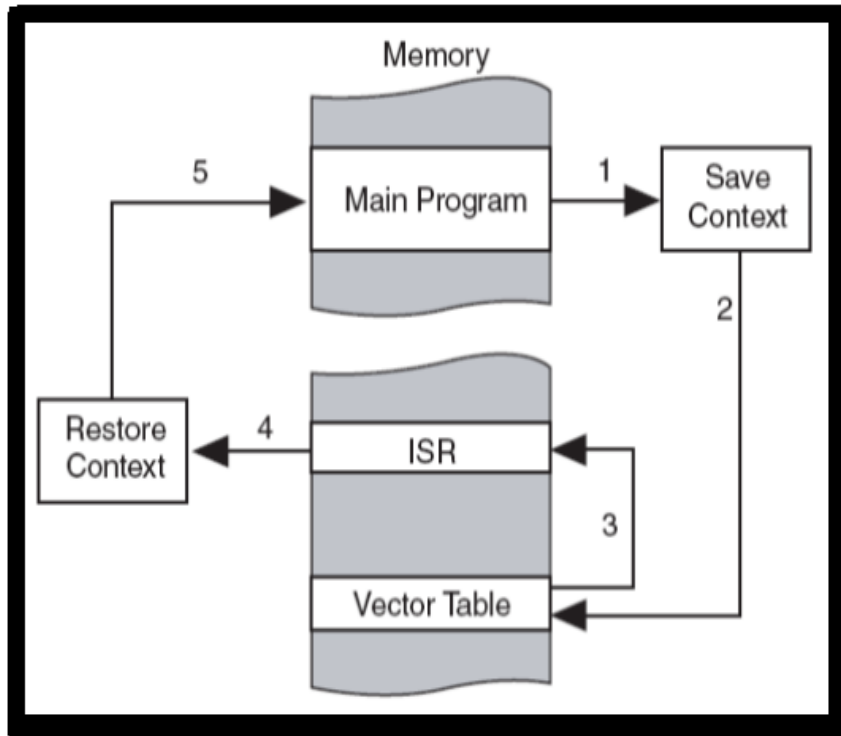 Memory
5
Main Program
1
Save
Context
2
Restore
Context
4
ISR
3
Vector Table